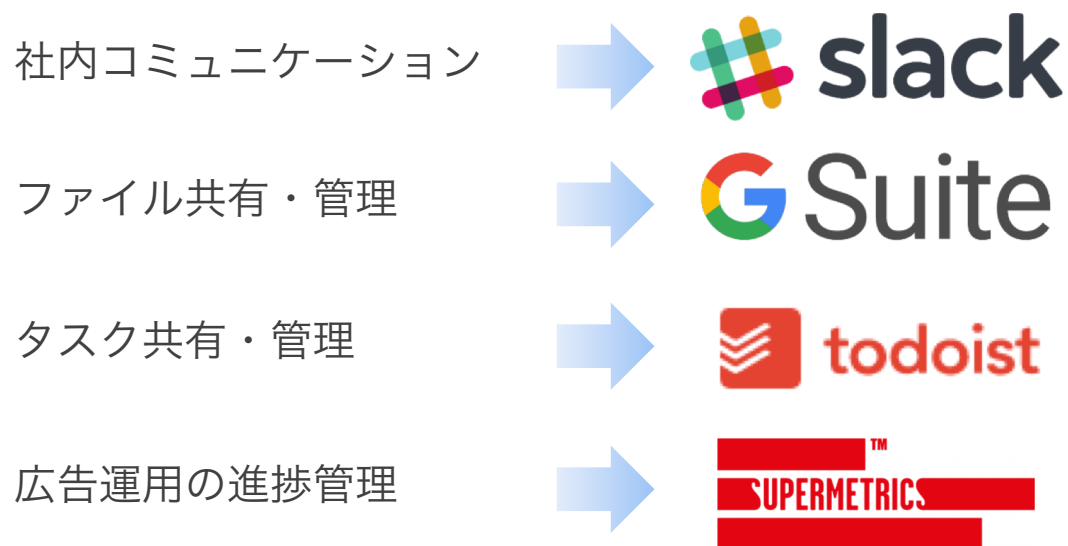 社内コミュニケーション
slack
ファイル共有・管理
G Suite
タスク共有・管理
todoist
広告運用の進捗管理
TM
SUPERMETRICS